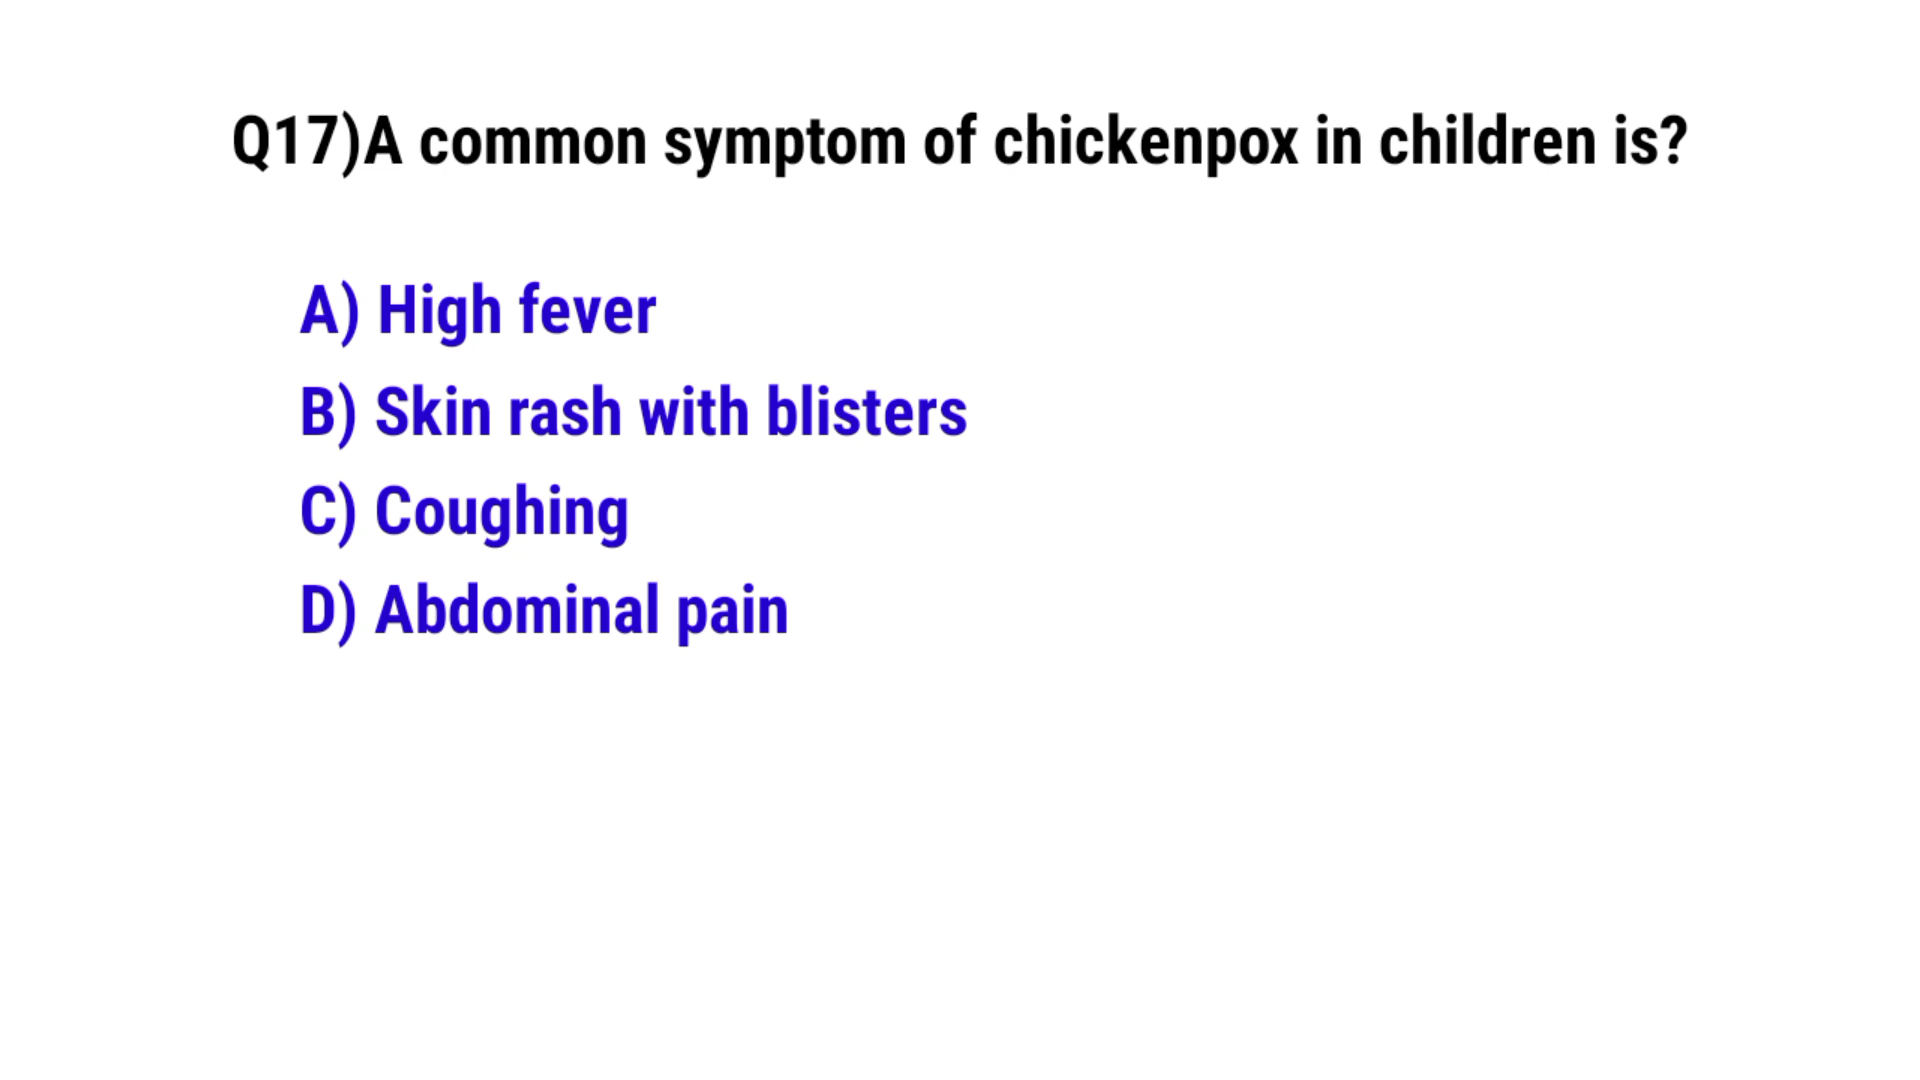 Q17)A common symptom of chickenpox in children is?
A) High fever
B) Skin rash with blisters
C) Coughing
D) Abdominal pain